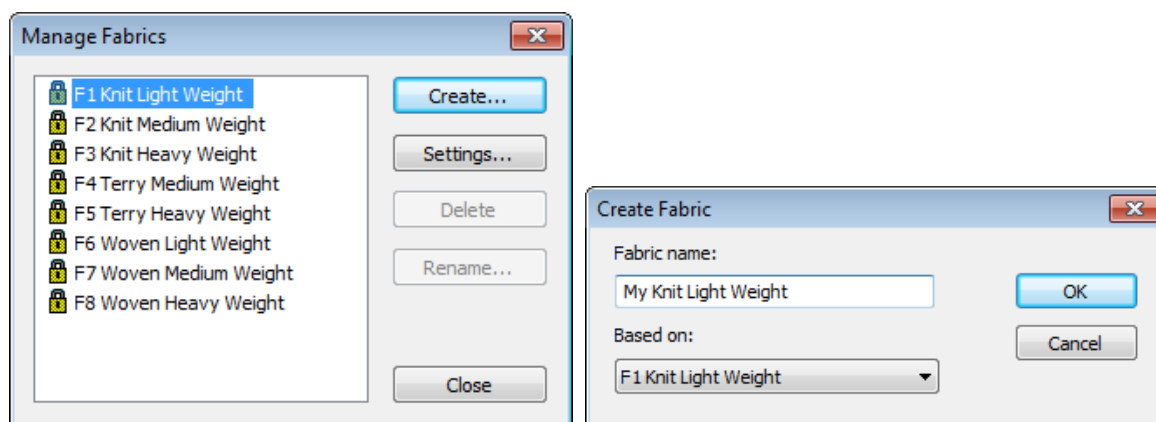 Manage Fabrics
F1 Knit Light Weight
F2 Knit Medium Weight
F3 Knit Heavy Weight
F4 Terry Medium Weight
F5 Terry Heavy Weight
F6 Woven Light Weight
F7 Woven Medium Weight
F8 Woven Heavy Weight
Create...
Settings...
Delete
Rename...
Close
Create Fabric
Fabric name:
My Knit Light Weight
Based on:
F1 Knit Light Weight
OK
Cancel